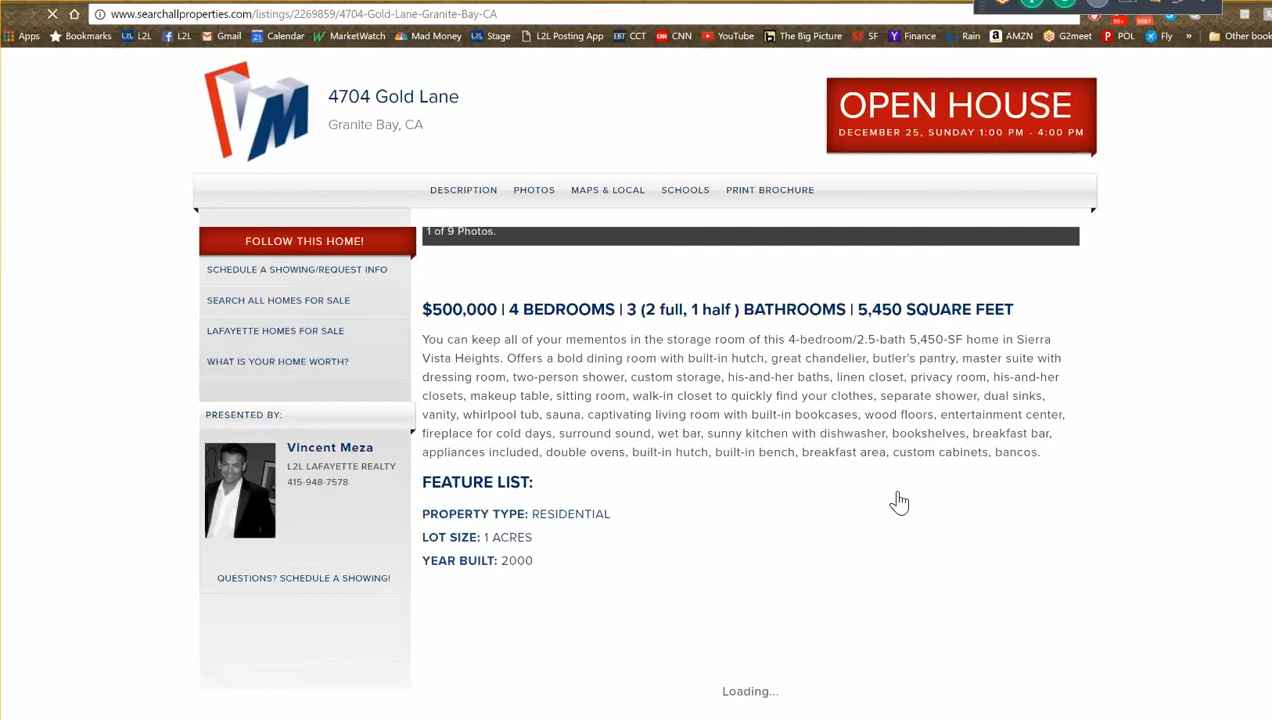 www.searchallproperties.com/listings/2269859/4704-Gold-Lane-Granite-Bay-CA
99+ 9987
Apps Bookmarks L2L L2L Gmail Calendar MarketWatch Mad Money Stage L2L Posting App CCT CNN YouTube The Big Picture SF Finance Rain AMZN G2meet POL Fly » Other book
VM
4704 Gold Lane
Granite Bay, CA
OPEN HOUSE
DECEMBER 25, SUNDAY 1:00 PM - 4:00 PM
DESCRIPTION PHOTOS MAPS & LOCAL SCHOOLS PRINT BROCHURE
FOLLOW THIS HOME!
SCHEDULE A SHOWING/REQUEST INFO
SEARCH ALL HOMES FOR SALE
LAFAYETTE HOMES FOR SALE
WHAT IS YOUR HOME WORTH?
PRESENTED BY:
Vincent Meza
L2L LAFAYETTE REALTY
415-948-7578
QUESTIONS? SCHEDULE A SHOWING!
1 of 9 Photos.
$500,000 | 4 BEDROOMS | 3 (2 full, 1 half ) BATHROOMS | 5,450 SQUARE FEET
You can keep all of your mementos in the storage room of this 4-bedroom/2.5-bath 5,450-SF home in Sierra
Vista Heights. Offers a bold dining room with built-in hutch, great chandelier, butler's pantry, master suite with
dressing room, two-person shower, custom storage, his-and-her baths, linen closet, privacy room, his-and-her
closets, makeup table, sitting room, walk-in closet to quickly find your clothes, separate shower, dual sinks,
vanity, whirlpool tub, sauna, captivating living room with built-in bookcases, wood floors, entertainment center,
fireplace for cold days, surround sound, wet bar, sunny kitchen with dishwasher, bookshelves, breakfast bar,
appliances included, double ovens, built-in hutch, built-in bench, breakfast area, custom cabinets, bancos.
FEATURE LIST:
PROPERTY TYPE: RESIDENTIAL
LOT SIZE: 1 ACRES
YEAR BUILT: 2000
Loading...